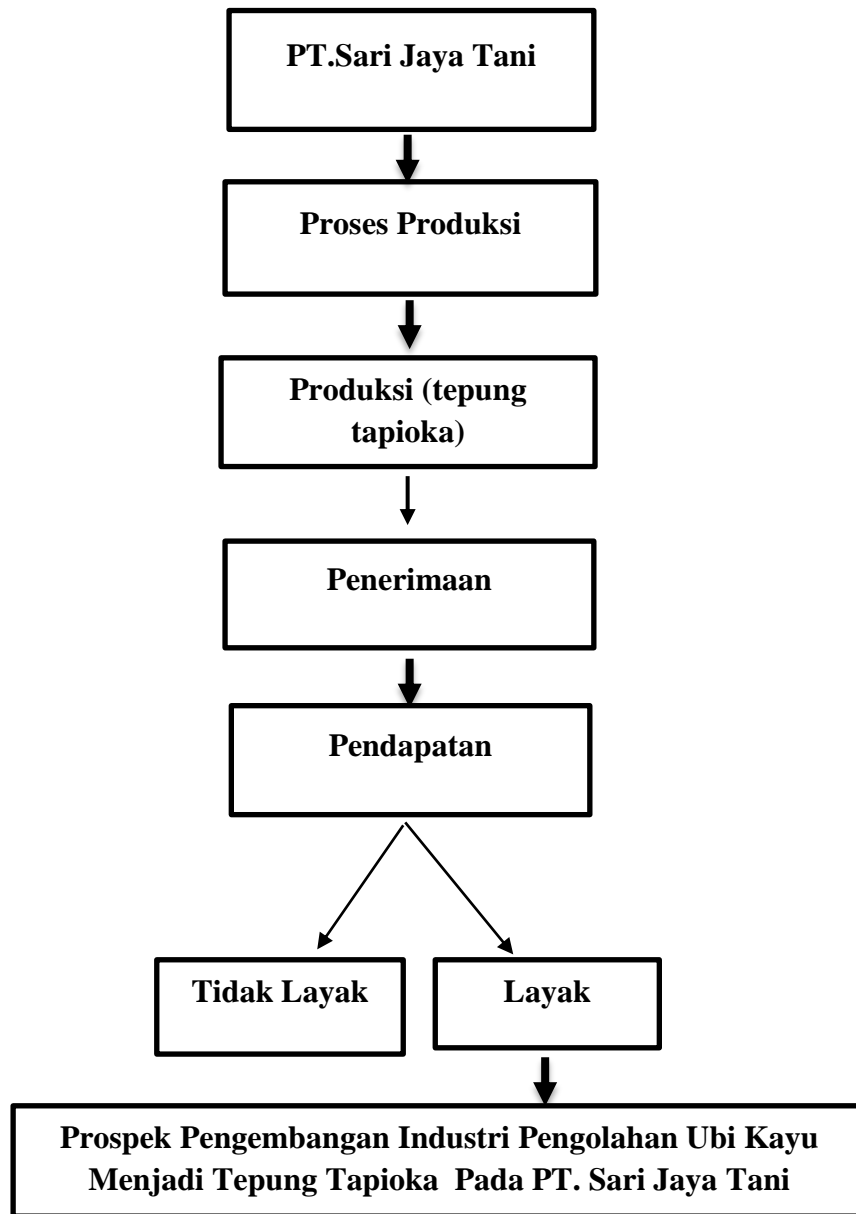 PT.Sari Jaya Tani
Proses Produksi
Produksi (tepung
tapioka)
Penerimaan
Pendapatan
Tidak Layak
Layak
Prospek Pengembangan Industri Pengolahan Ubi Kayu
Menjadi Tepung Tapioka  Pada PT. Sari Jaya Tani